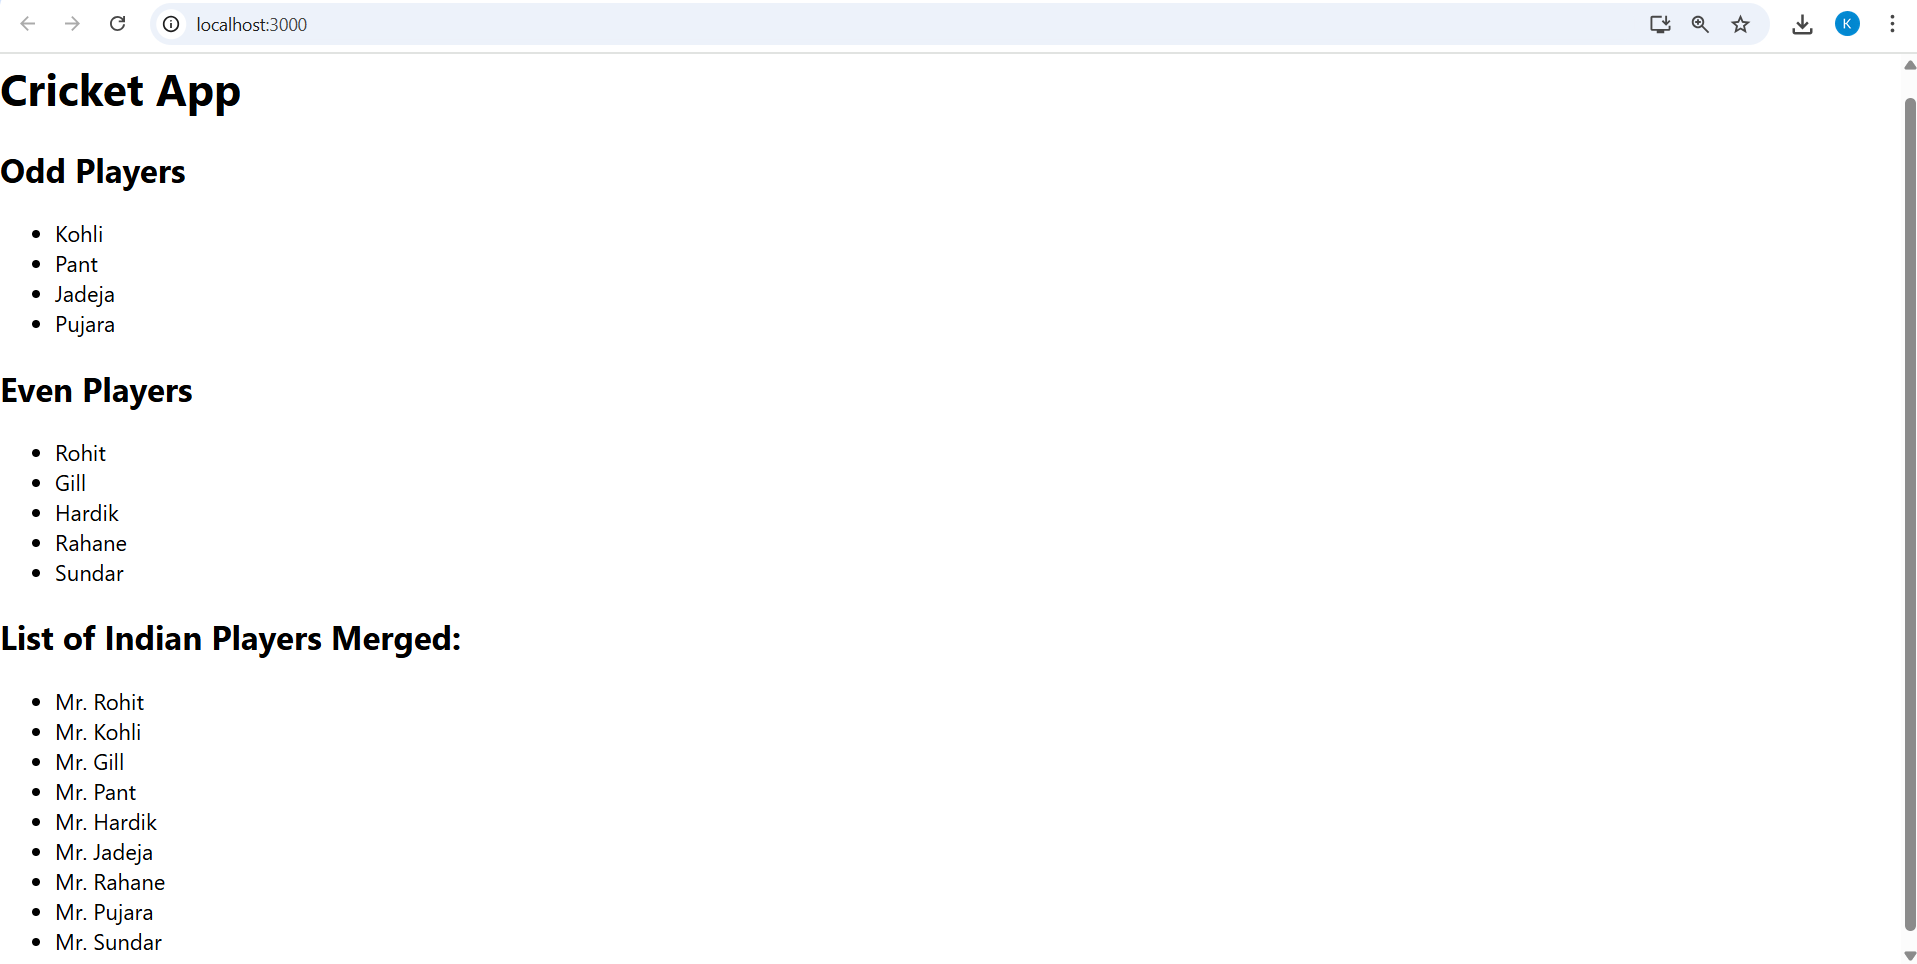 localhost:3000
K
Cricket App
Odd Players
Kohli
Pant
Jadeja
Pujara
Even Players
Rohit
Gill
Hardik
Rahane
Sundar
List of Indian Players Merged:
Mr. Rohit
Mr. Kohli
Mr. Gill
Mr. Pant
Mr. Hardik
Mr. Jadeja
Mr. Rahane
Mr. Pujara
Mr. Sundar